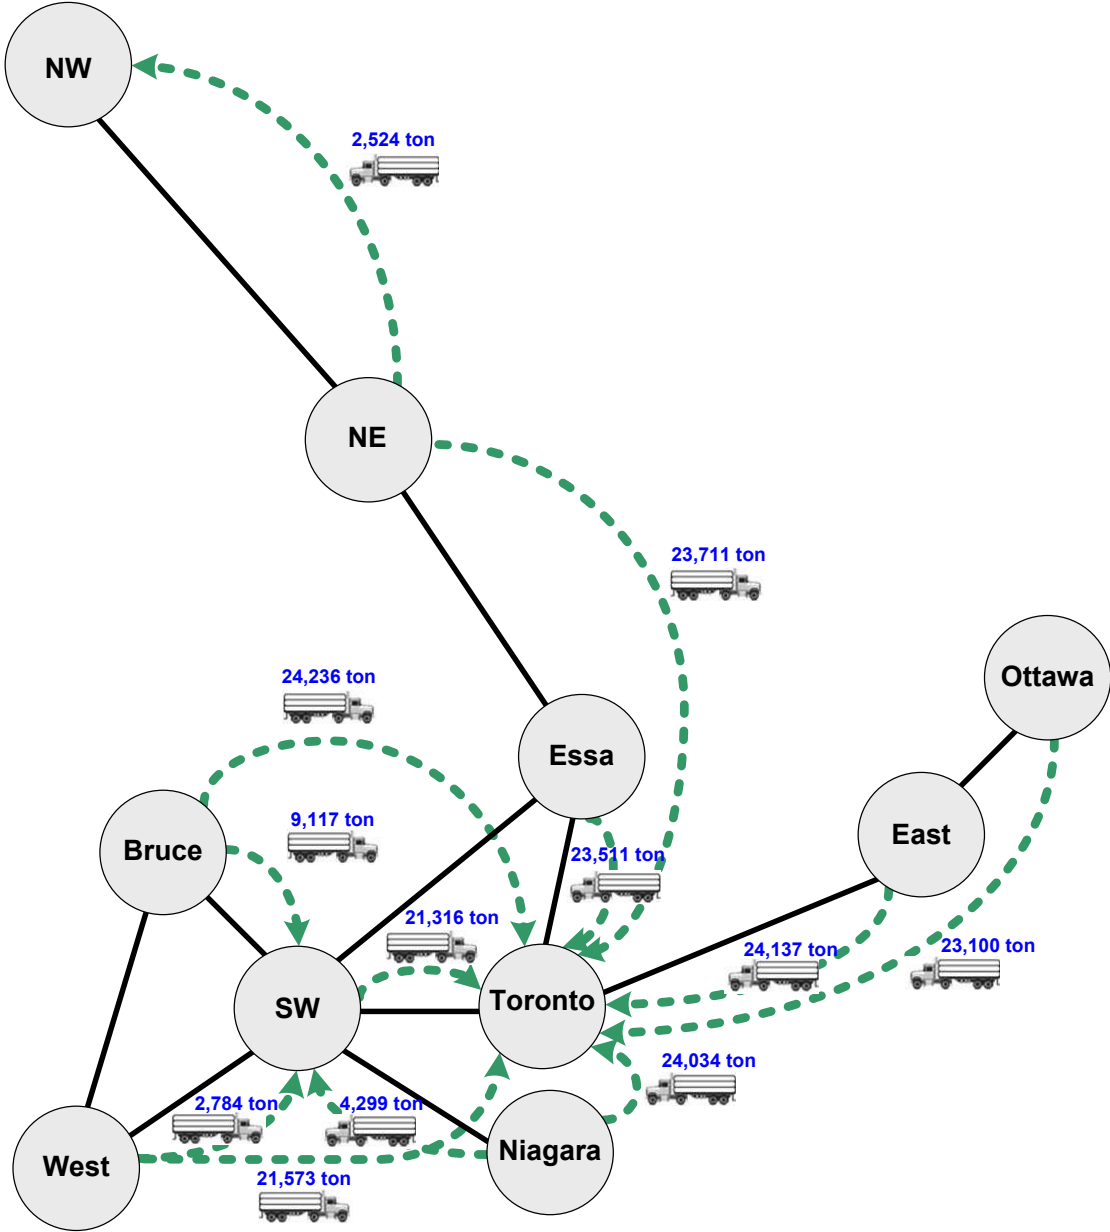 NW
2,524 ton
NE
23,711 ton
Ottawa
24,236 ton
Essa
9,117 ton
East
Bruce
23,511 ton
21,316 ton
24,137 ton
23,100 ton
SW
Toronto
24,034 ton
2,784 ton
4,299 ton
Niagara
West
21,573 ton